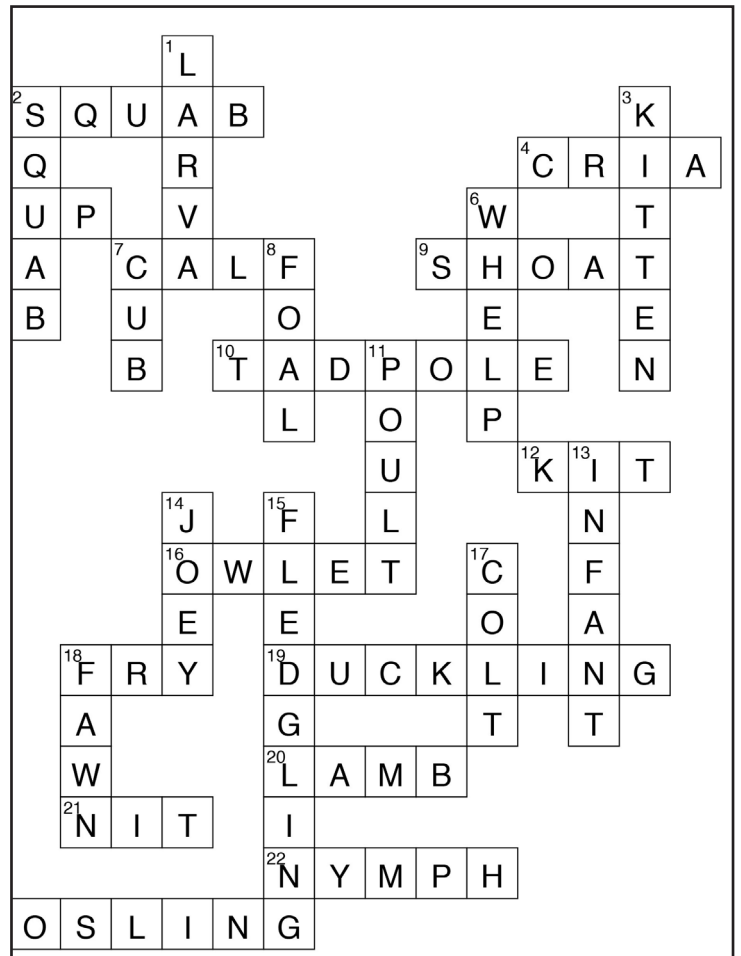 1 L
2 S Q U A B 3 K
Q R 4 C R I A
U P V 6 W T
A 7 C A L 8 F 9 S H O A T
B U O E E
B 10 T A D 11 P O L E N
L O P
U 12 K 13 I T
14 J 15 F L N
16 O W L E T 17 C F
E E O A
18 F R Y 19 D U C K L I N G
A G T T
W 20 L A M B
21 N I T I
22 N Y M P H
O S L I N G